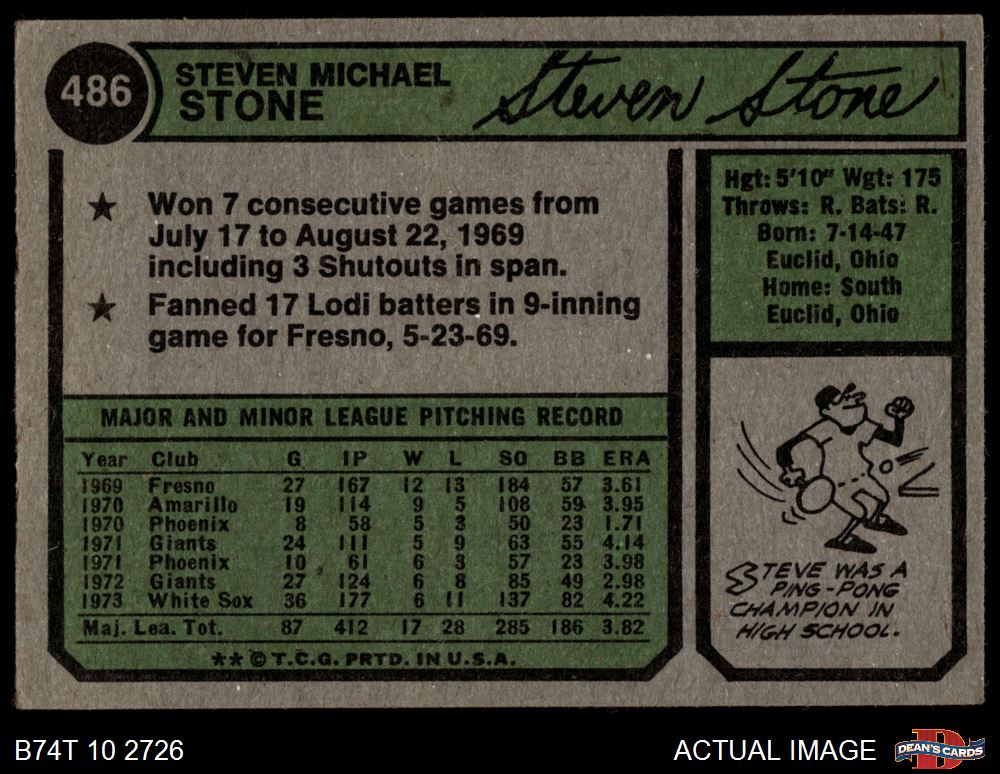 486
STEVEN MICHAEL
STONE
Steven Stone
★ Won 7 consecutive games from
July 17 to August 22, 1969
including 3 Shutouts in span.
★ Fanned 17 Lodi batters in 9-inning
game for Fresno, 5-23-69.
Hgt: 5'10" Wgt: 175
Throws: R. Bats: R.
Born: 7-14-47
Euclid, Ohio
Home: South
Euclid, Ohio
MAJOR AND MINOR LEAGUE PITCHING RECORD
Year Club G IP W L SO BB ERA
1969 Fresno 27 167 12 13 184 57 3.61
1970 Amarillo 19 114 9 5 108 59 3.95
1970 Phoenix 8 58 5 3 50 23 1.71
1971 Giants 24 111 5 9 63 55 4.14
1971 Phoenix 10 61 6 3 57 23 3.98
1972 Giants 27 124 6 8 85 49 2.98
1973 White Sox 36 177 6 11 137 82 4.22
Maj. Lea. Tot. 87 412 17 28 285 186 3.82
** © T.C.G. PRTD. IN U.S.A.
STEVE WAS A
PING-PONG
CHAMPION IN
HIGH SCHOOL.
B74T 10 2726
ACTUAL IMAGE
D
DEAN'S CARDS